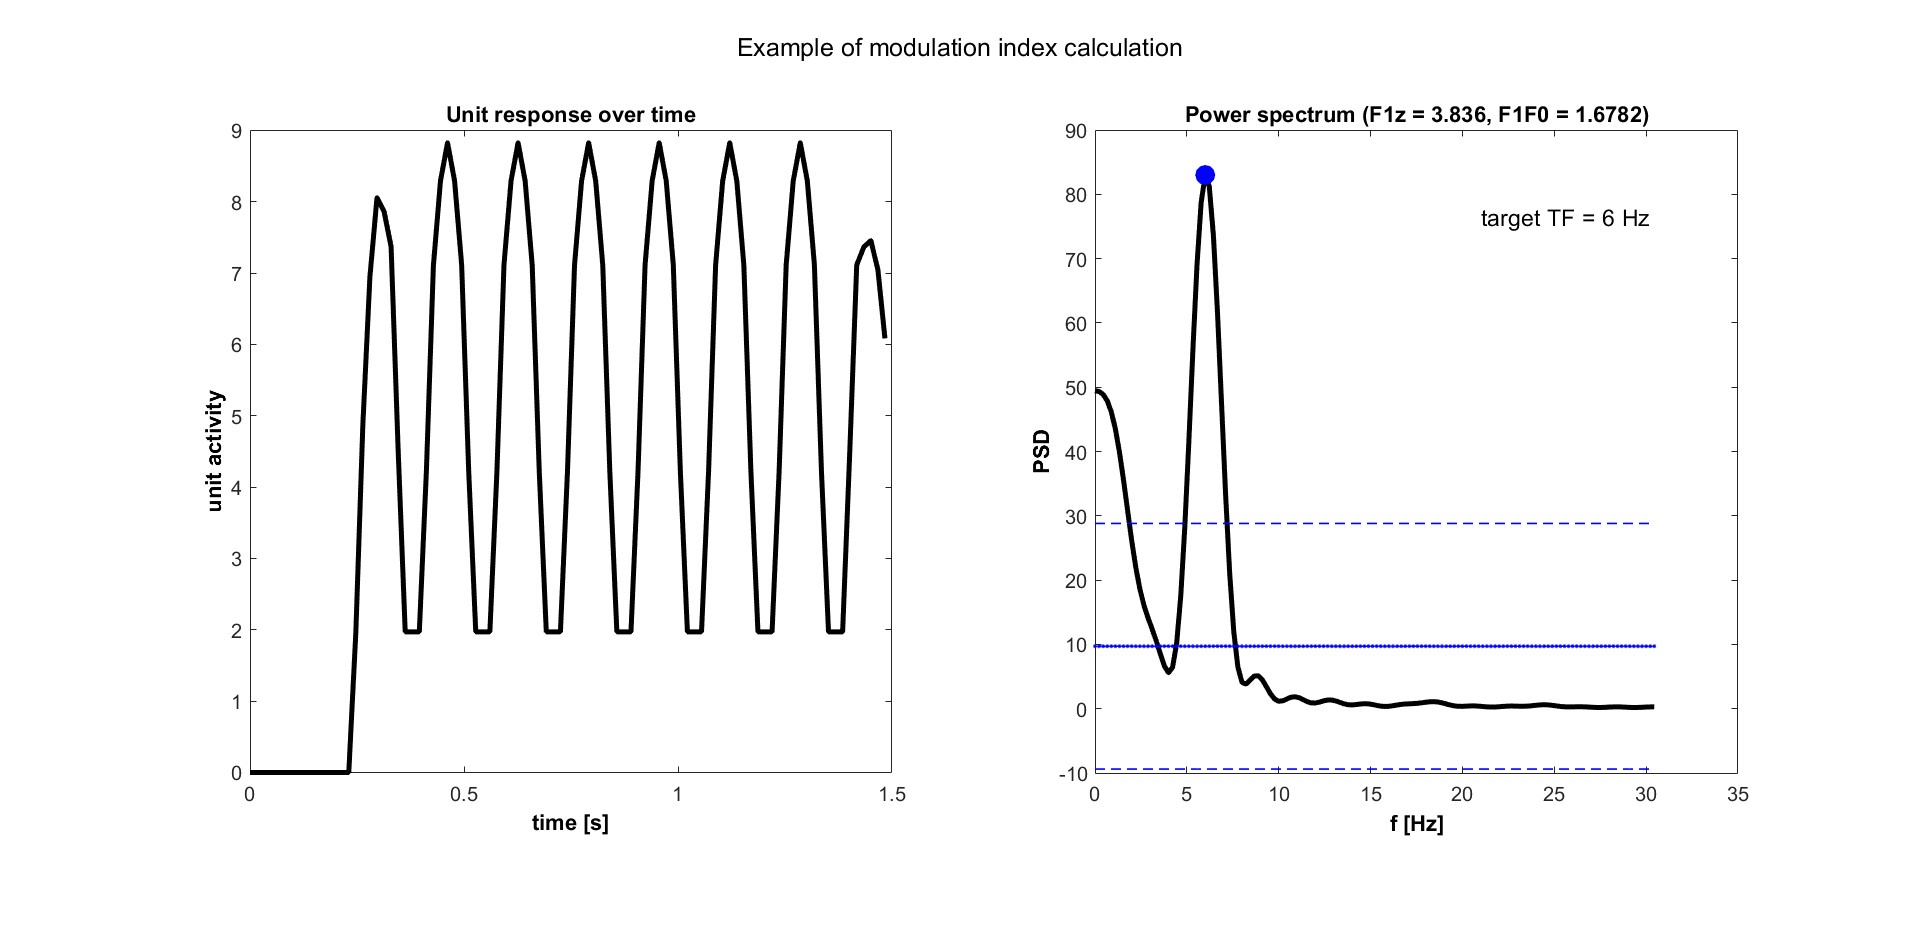 Example of modulation index calculation
Unit response over time
9
8
7
6
5
4
3
2
1
0
unit activity
0 0.5 1 1.5
time [s]
Power spectrum (F1z = 3.836, F1F0 = 1.6782)
target TF = 6 Hz
90
80
70
60
50
40
30
20
10
0
-10
PSD
0 5 10 15 20 25 30 35
f [Hz]